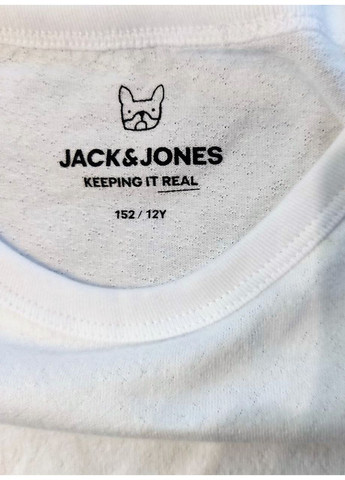 JACK&JONES
KEEPING IT REAL
152 / 12Y